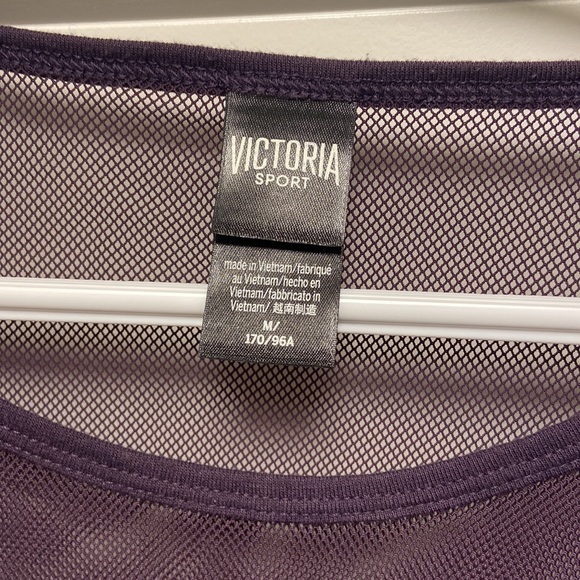 VICTORIA
SPORT
made in Vietnam/fabriqué
au Vietnam/hecho en
Vietnam/fabbricato in
Vietnam/ 越南制造
M/
170/96A